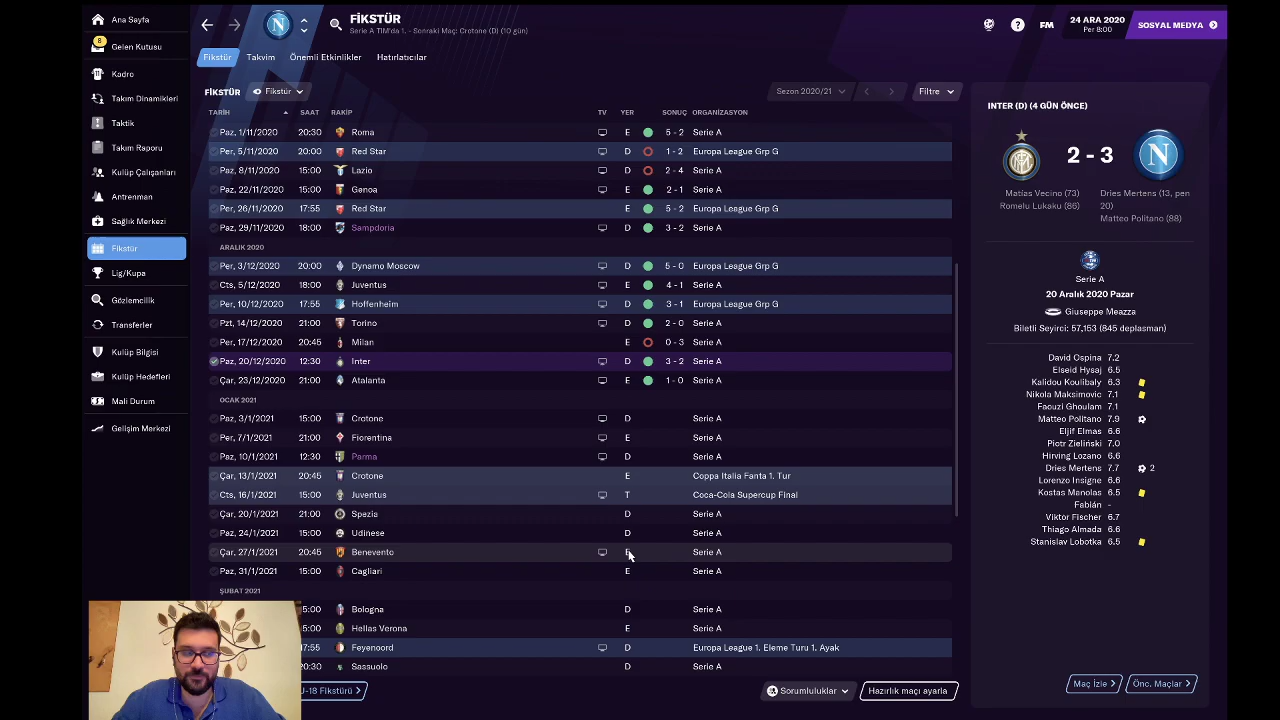 Ana Sayfa
8
Gelen Kutusu
Kadro
Takım Dinamikleri
Taktik
Takım Raporu
Kulüp Çalışanları
Antrenman
Sağlık Merkezi
Fikstür
Lig/Kupa
Gözlemcilik
Transferler
Kulüp Bilgisi
Kulüp Hedefleri
Mali Durum
Gelişim Merkezi
N
FİKSTÜR
Serie A TIM'da 1. - Sonraki Maç: Crotone (D) (10 gün)
? FM 24 ARA 2020 Per 8:00 SOSYAL MEDYA
Fikstür Takvim Önemli Etkinlikler Hatırlatıcılar
FİKSTÜR Fikstür Sezon 2020/21 Filtre
TARİH SAAT RAKİP TV YER SONUÇ ORGANİZASYON
Paz, 1/11/2020 20:30 Roma E 5 - 2 Serie A
Per, 5/11/2020 20:00 Red Star D 1 - 2 Europa League Grp G
Paz, 8/11/2020 15:00 Lazio D 2 - 4 Serie A
Paz, 22/11/2020 15:00 Genoa E 2 - 1 Serie A
Per, 26/11/2020 17:55 Red Star E 5 - 2 Europa League Grp G
Paz, 29/11/2020 18:00 Sampdoria D 3 - 2 Serie A
ARALIK 2020
Per, 3/12/2020 20:00 Dynamo Moscow D 5 - 0 Europa League Grp G
Cts, 5/12/2020 18:00 Juventus E 4 - 1 Serie A
Per, 10/12/2020 17:55 Hoffenheim D 3 - 1 Europa League Grp G
Pzt, 14/12/2020 21:00 Torino D 2 - 0 Serie A
Per, 17/12/2020 20:45 Milan E 0 - 3 Serie A
Paz, 20/12/2020 12:30 Inter D 3 - 2 Serie A
Çar, 23/12/2020 21:00 Atalanta E 1 - 0 Serie A
OCAK 2021
Paz, 3/1/2021 15:00 Crotone D Serie A
Per, 7/1/2021 21:00 Fiorentina E Serie A
Paz, 10/1/2021 12:30 Parma D Serie A
Çar, 13/1/2021 20:45 Crotone E Coppa Italia Fanta 1. Tur
Cts, 16/1/2021 15:00 Juventus T Coca-Cola Supercup Final
Çar, 20/1/2021 21:00 Spezia D Serie A
Paz, 24/1/2021 15:00 Udinese D Serie A
Çar, 27/1/2021 20:45 Benevento E Serie A
Paz, 31/1/2021 15:00 Cagliari E Serie A
ŞUBAT 2021
5:00 Bologna D Serie A
5:00 Hellas Verona E Serie A
17:55 Feyenoord D Europa League 1. Eleme Turu 1. Ayak
20:30 Sassuolo D Serie A
U-18 Fikstürü Sorumluluklar Hazırlık maçı ayarla
INTER (D) (4 GÜN ÖNCE)
2 - 3 N
Matías Vecino (73)
Romelu Lukaku (86)
Dries Mertens (13, pen
20)
Matteo Politano (88)
Serie A
20 Aralık 2020 Pazar
Giuseppe Meazza
Biletli Seyirci: 57,153 (845 deplasman)
David Ospina 7.2
Elseid Hysaj 6.5
Kalidou Koulibaly 6.3
Nikola Maksimovic 7.1
Faouzi Ghoulam 7.1
Matteo Politano 7.9
Eljif Elmas 6.6
Piotr Zieliński 7.0
Hirving Lozano 6.6
Dries Mertens 7.7 2
Lorenzo Insigne 6.6
Kostas Manolas 6.5
Fabián -
Viktor Fischer 6.7
Thiago Almada 6.6
Stanislav Lobotka 6.5
Maç İzle Önc. Maçlar